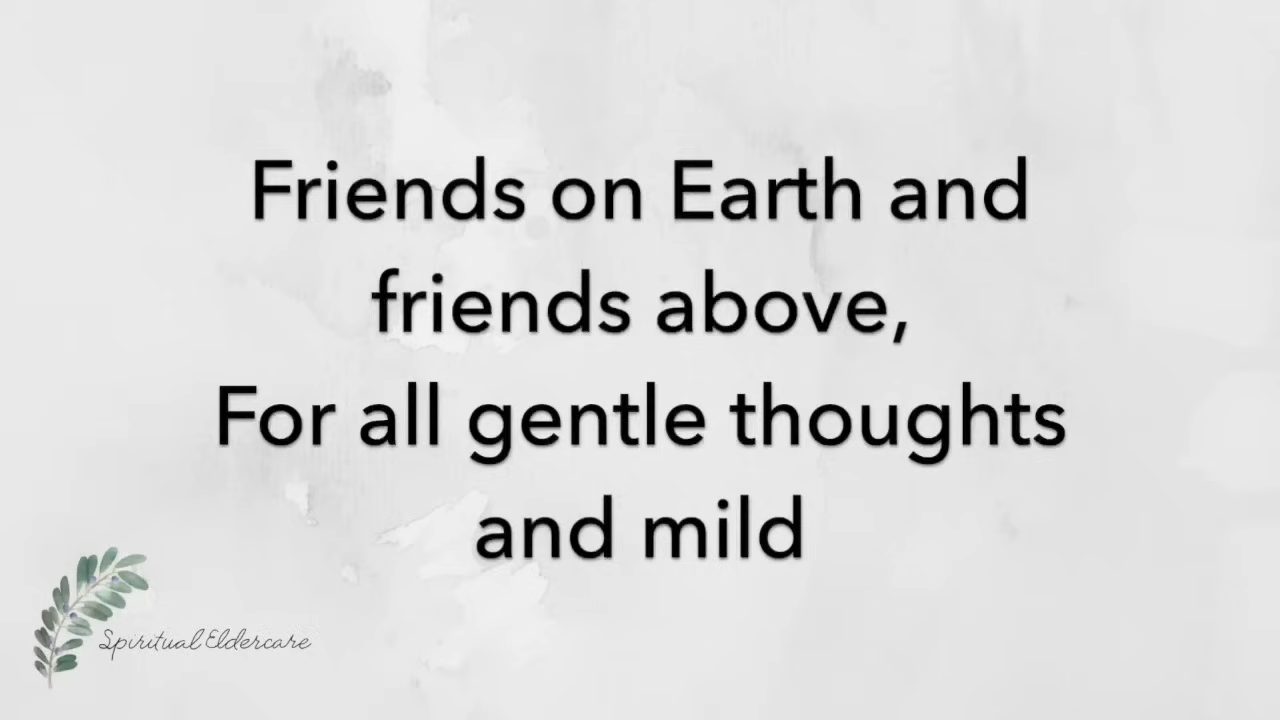 Friends on Earth and
friends above,
For all gentle thoughts
and mild
Spiritual Eldercare